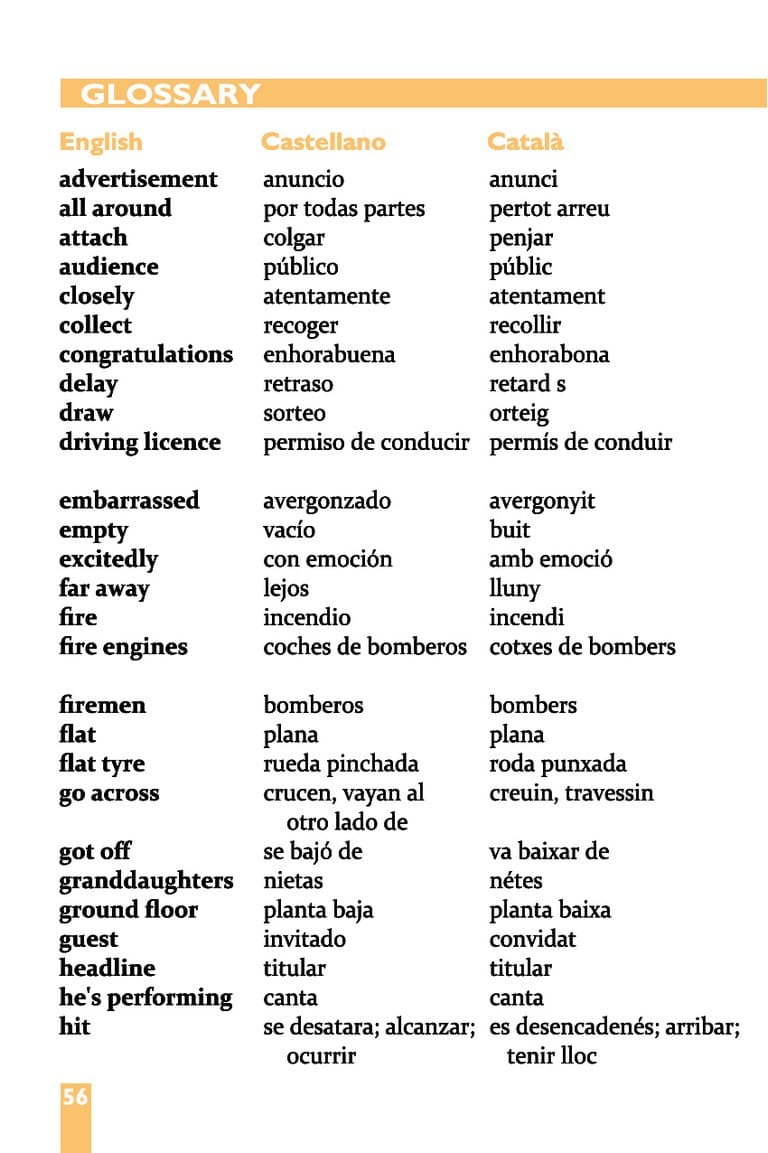 GLOSSARY
English Castellano Català
advertisement anuncio anunci
all around por todas partes pertot arreu
attach colgar penjar
audience público públic
closely atentamente atentament
collect recoger recollir
congratulations enhorabuena enhorabona
delay retraso retard s
draw sorteo orteig
driving licence permiso de conducir permís de conduir
embarrassed avergonzado avergonyit
empty vacío buit
excitedly con emoción amb emoció
far away lejos lluny
fire incendio incendi
fire engines coches de bomberos cotxes de bombers
firemen bomberos bombers
flat plana plana
flat tyre rueda pinchada roda punxada
go across crucen, vayan al creuin, travessin
otro lado de
got off se bajó de va baixar de
granddaughters nietas nétes
ground floor planta baja planta baixa
guest invitado convidat
headline titular titular
he's performing canta canta
hit se desatara; alcanzar; es desencadenés; arribar;
ocurrir tenir lloc
56